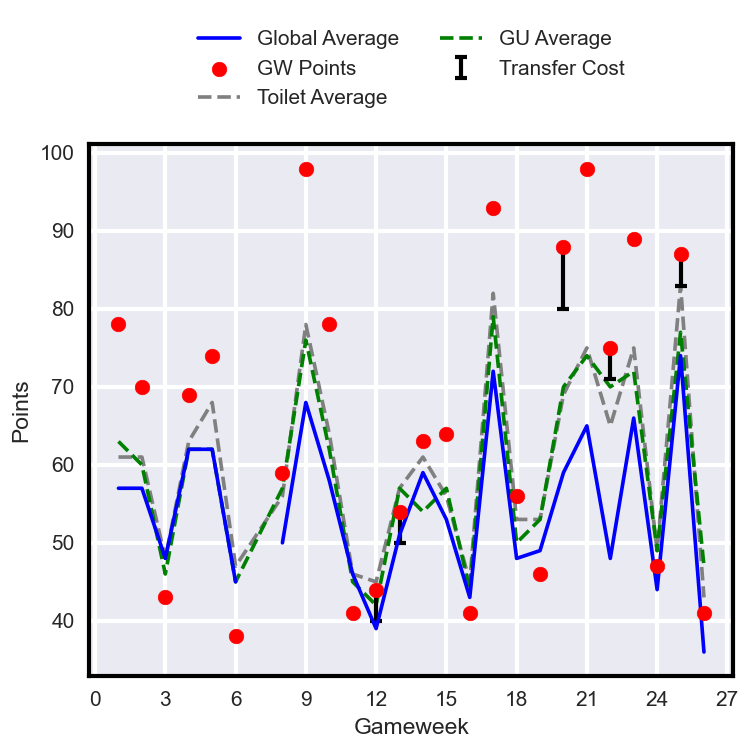 Global Average
GW Points
Toilet Average
GU Average
Transfer Cost
100
90
80
70
60
50
40
Points
0 3 6 9 12 15 18 21 24 27
Gameweek